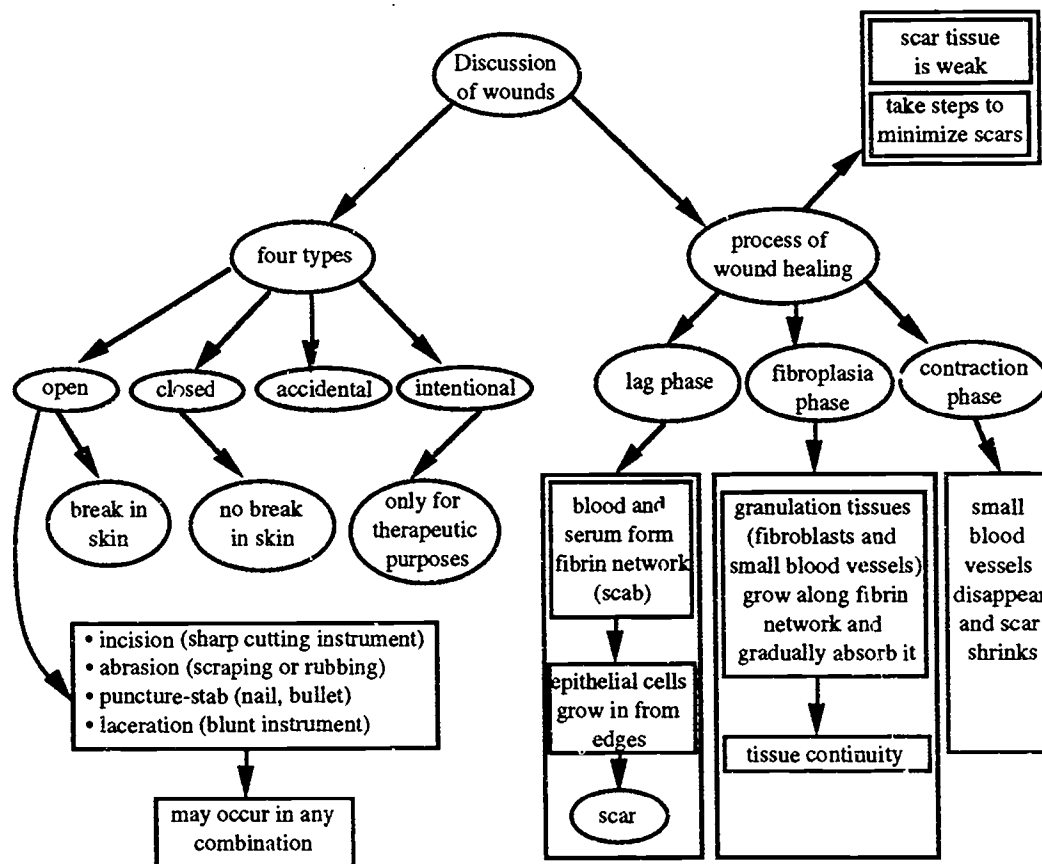 Discussion
of wounds
scar tissue
is weak
take steps to
minimize scars
four types
process of
wound healing
open
closed
accidental
intentional
lag phase
fibroplasia
phase
contraction
phase
break in
skin
no break
in skin
only for
therapeutic
purposes
blood and
serum form
fibrin network
(scab)
epithelial cells
grow in from
edges
scar
granulation tissues
(fibroblasts and
small blood vessels)
grow along fibrin
network and
gradually absorb it
tissue continuity
small
blood
vessels
disappear
and scar
shrinks
• incision (sharp cutting instrument)
• abrasion (scraping or rubbing)
• puncture-stab (nail, bullet)
• laceration (blunt instrument)
may occur in any
combination